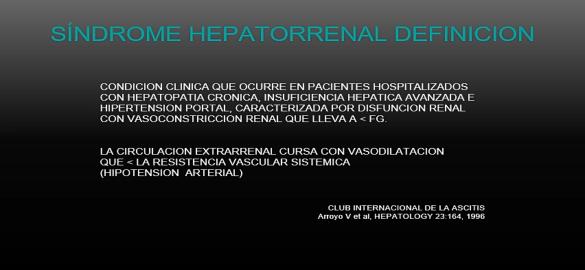 SÍNDROME HEPATORRENAL DEFINICION
CONDICION CLINICA QUE OCURRE EN PACIENTES HOSPITALIZADOS
CON HEPATOPATIA CRONICA, INSUFICIENCIA HEPATICA AVANZADA E
HIPERTENSION PORTAL, CARACTERIZADA POR DISFUNCION RENAL
CON VASOCONSTRICCION RENAL QUE LLEVA A < FG.
LA CIRCULACION EXTRARRENAL CURSA CON VASODILATACION
QUE < LA RESISTENCIA VASCULAR SISTEMICA
(HIPOTENSION ARTERIAL)
CLUB INTERNACIONAL DE LA ASCITIS
Arroyo V et al, HEPATOLOGY 23:164, 1996